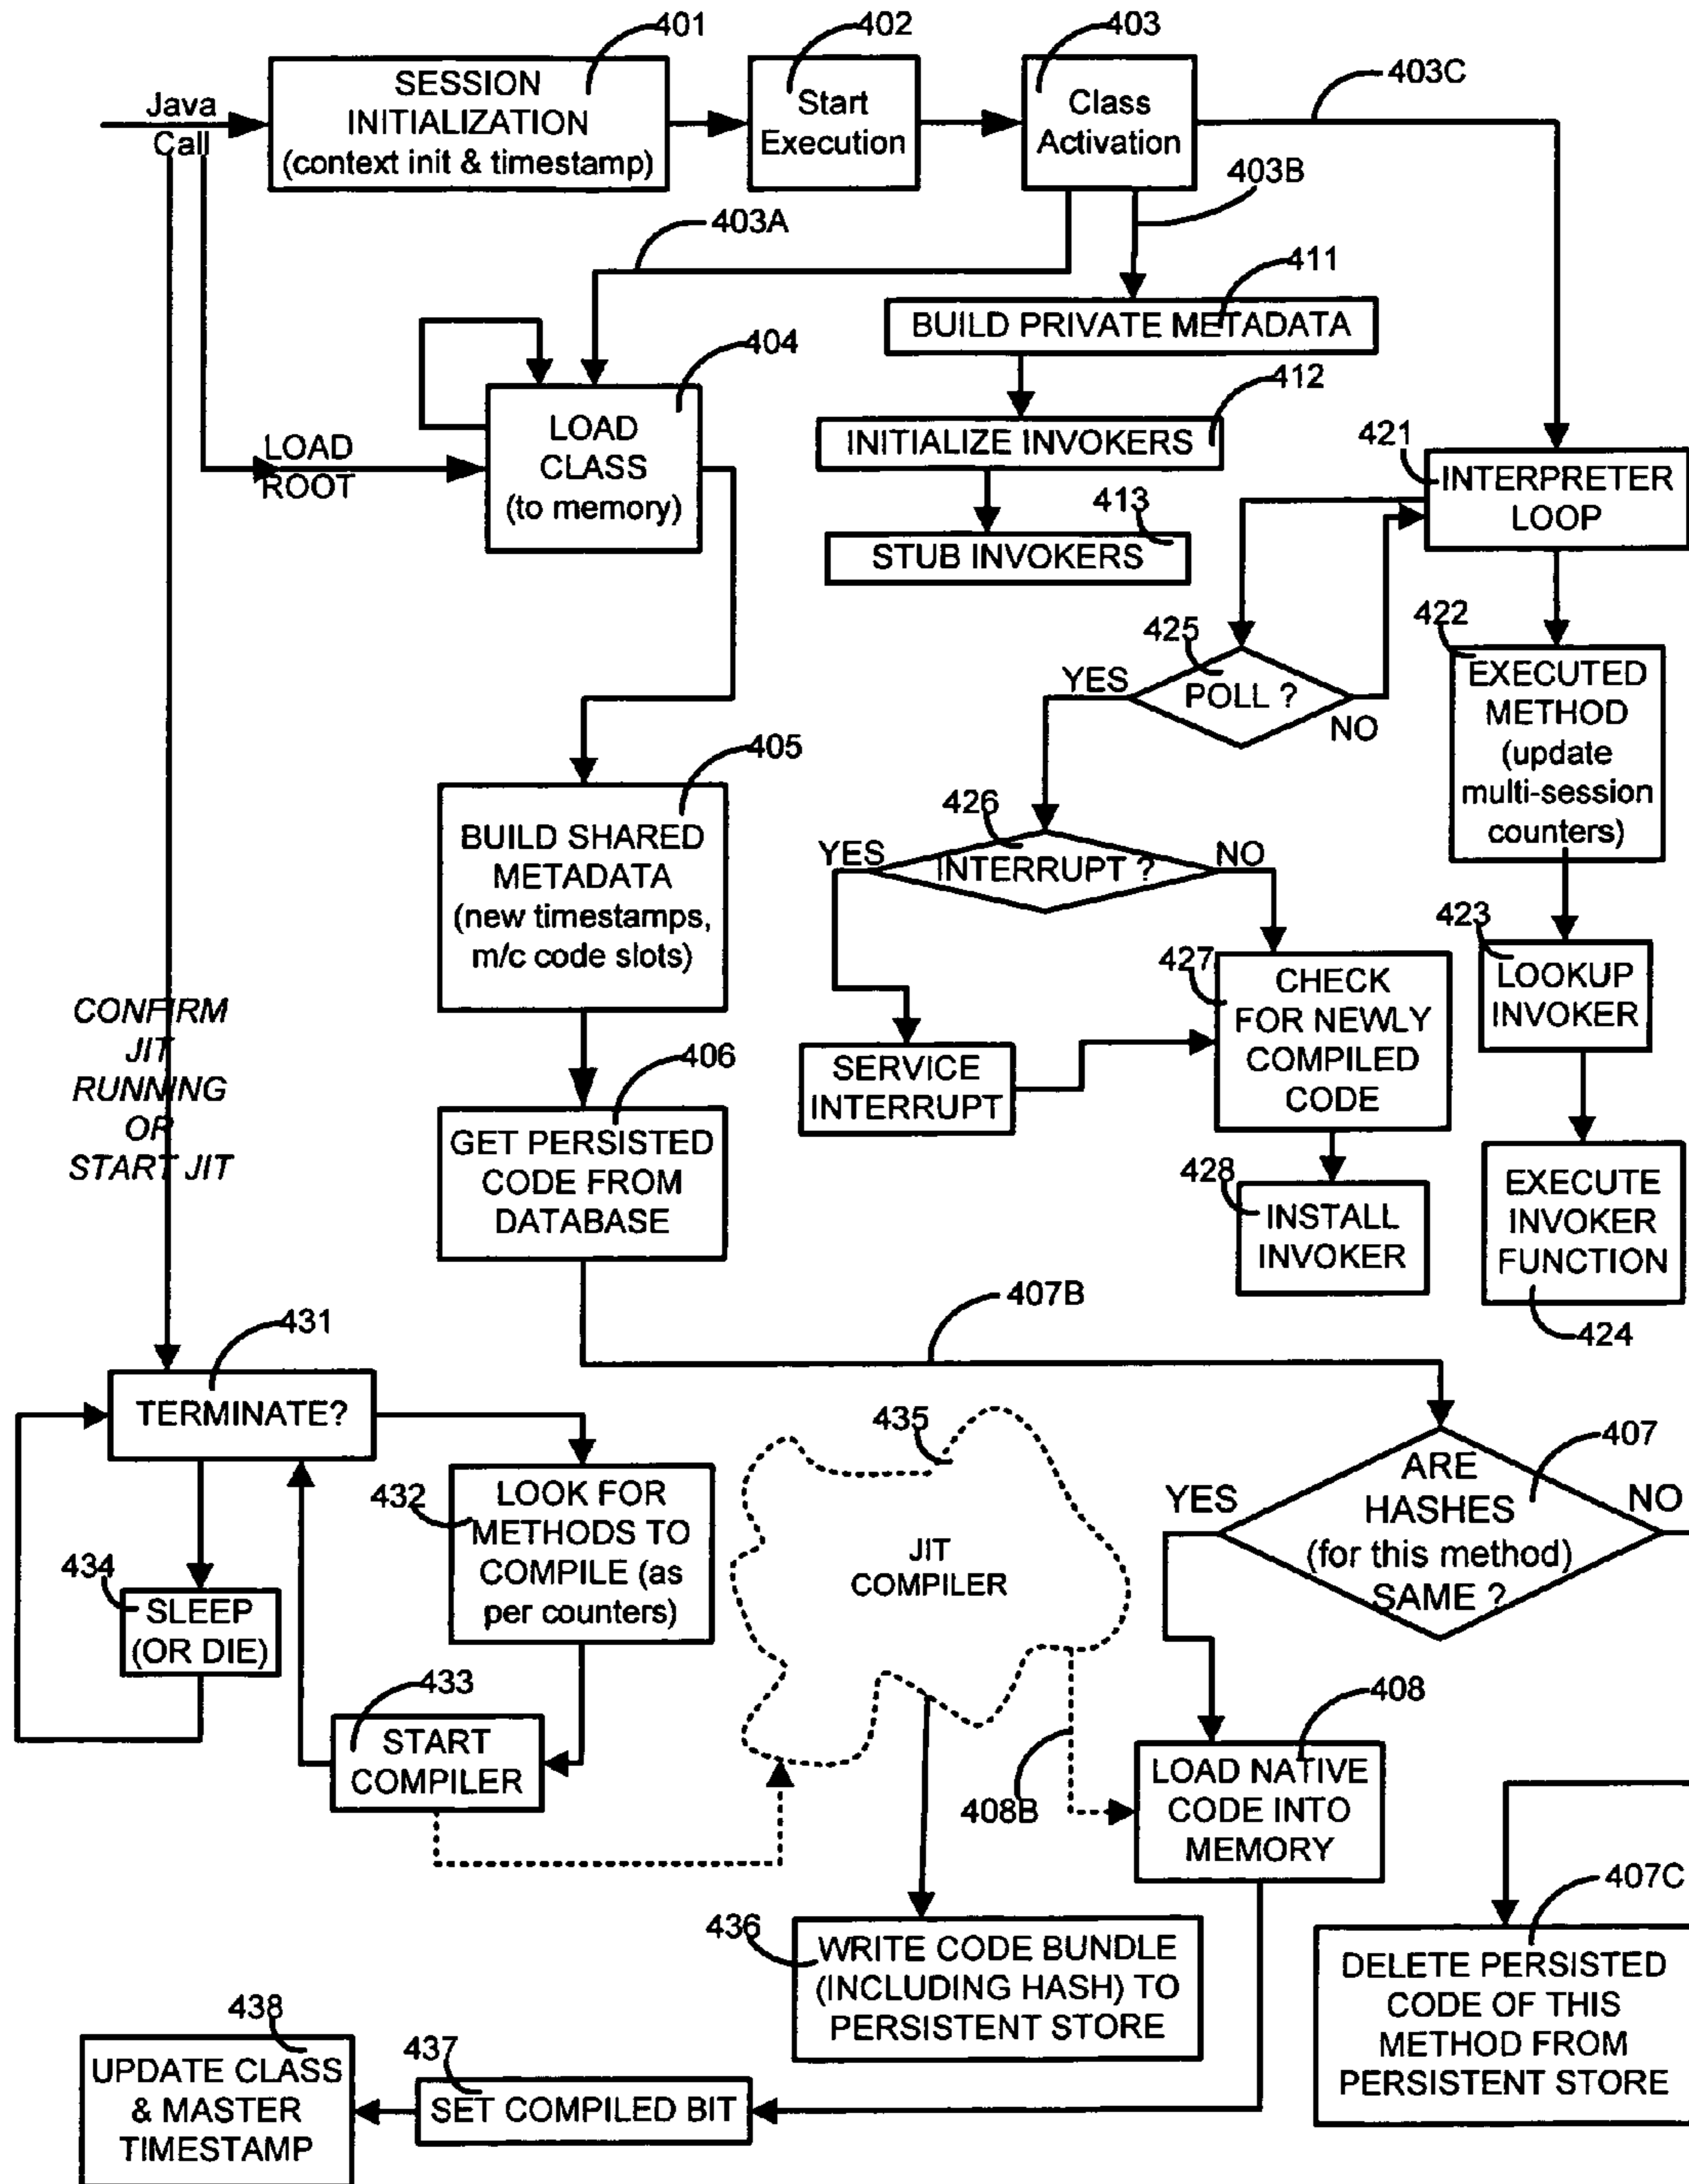 401
402
403
403C
Java
Call
SESSION
INITIALIZATION
(context init & timestamp)
Start
Execution
Class
Activation
403B
403A
411
BUILD PRIVATE METADATA
404
412
LOAD
CLASS
(to memory)
INITIALIZE INVOKERS
LOAD
ROOT
421
INTERPRETER
LOOP
413
STUB INVOKERS
422
EXECUTED
METHOD
(update
multi-session
counters)
425
YES
POLL ?
NO
405
BUILD SHARED
METADATA
(new timestamps,
m/c code slots)
426
YES
INTERRUPT ?
NO
423
LOOKUP
INVOKER
427
CHECK
FOR NEWLY
COMPILED
CODE
CONFIRM
JIT
RUNNING
OR
START JIT
406
GET PERSISTED
CODE FROM
DATABASE
SERVICE
INTERRUPT
428
INSTALL
INVOKER
EXECUTE
INVOKER
FUNCTION
424
407B
431
TERMINATE?
435
JIT
COMPILER
407
ARE
HASHES
(for this method)
SAME ?
YES
NO
432
LOOK FOR
METHODS TO
COMPILE (as
per counters)
434
SLEEP
(OR DIE)
433
START
COMPILER
408
LOAD NATIVE
CODE INTO
MEMORY
408B
407C
436
WRITE CODE BUNDLE
(INCLUDING HASH) TO
PERSISTENT STORE
DELETE PERSISTED
CODE OF THIS
METHOD FROM
PERSISTENT STORE
438
UPDATE CLASS
& MASTER
TIMESTAMP
437
SET COMPILED BIT